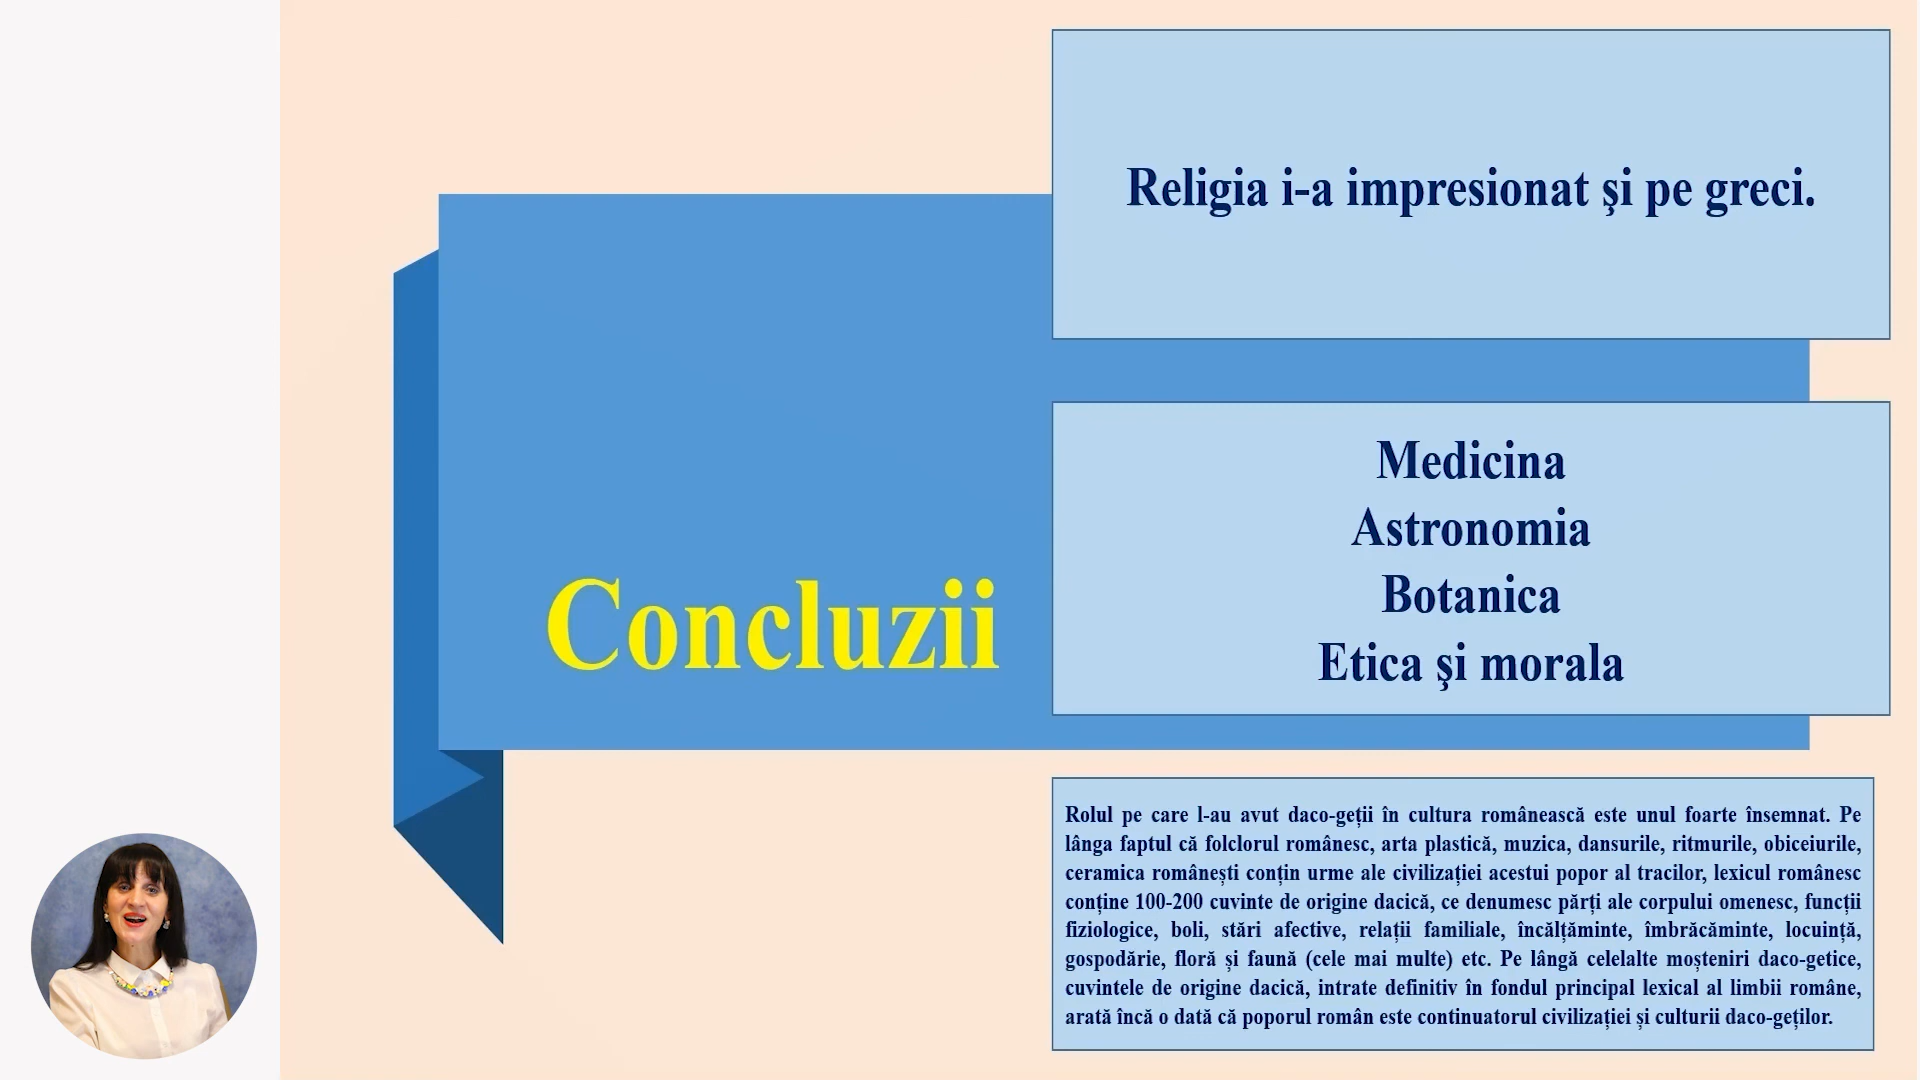 Religia i-a impresionat şi pe greci.
Concluzii
Medicina
Astronomia
Botanica
Etica şi morala
Rolul pe care l-au avut daco-geții în cultura românească este unul foarte însemnat. Pe
lânga faptul că folclorul românesc, arta plastică, muzica, dansurile, ritmurile, obiceiurile,
ceramica românești conțin urme ale civilizației acestui popor al tracilor, lexicul românesc
conține 100-200 cuvinte de origine dacică, ce denumesc părți ale corpului omenesc, funcții
fiziologice, boli, stări afective, relații familiale, încălțăminte, îmbrăcăminte, locuință,
gospodărie, floră și faună (cele mai multe) etc. Pe lângă celelalte moșteniri daco-getice,
cuvintele de origine dacică, intrate definitiv în fondul principal lexical al limbii române,
arată încă o dată că poporul român este continuatorul civilizației și culturii daco-geților.